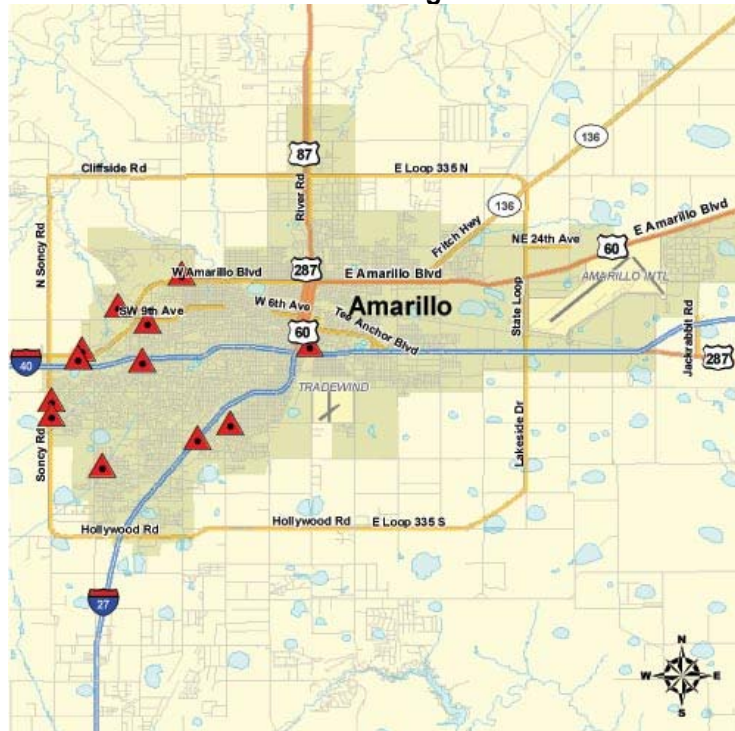 136
Cliffside Rd
87
E Loop 335 N
River Rd
N Soncy Rd
136
Fritch Hwy
NE 24th Ave
60
E Amarillo Blvd
W Amarillo Blvd
287
E Amarillo Blvd
AMARILLO INTL
State Loop
SW 9th Ave
W 6th Ave
Amarillo
60
Tee Anchor Blvd
Jackrabbit Rd
40
287
TRADEWIND
Soncy Rd
Lakeside Dr
Hollywood Rd
Hollywood Rd
E Loop 335 S
27
N
W
E
S